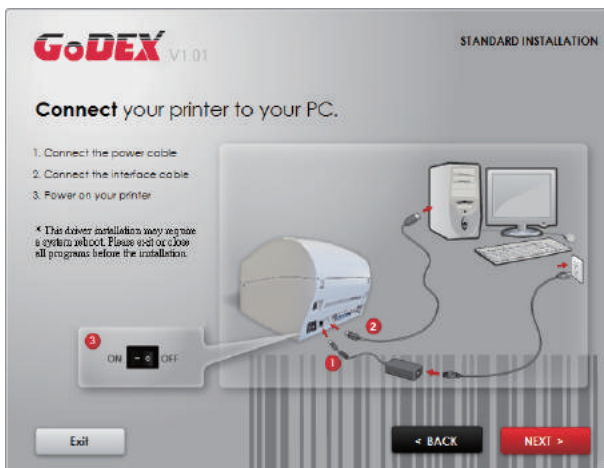 GoDEX V1.01
STANDARD INSTALLATION
Connect your printer to your PC.
1. Connect the power cable
2. Connect the interface cable
3. Power on your printer
* This driver installation may require
a system reboot. Please exit or close
all programs before the installation.
3
ON - o OFF
2
1
Exit
< BACK
NEXT >